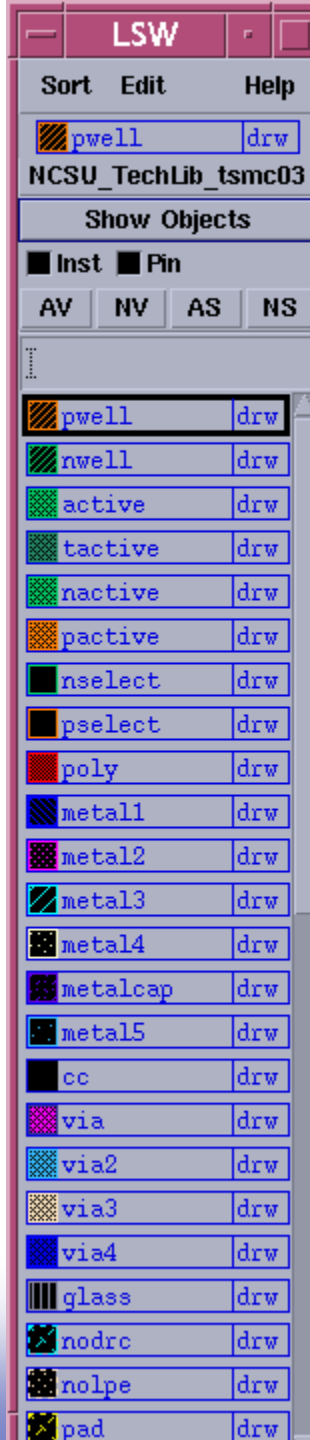 LSW
Sort Edit Help
pwell drw
NCSU_TechLib_tsmc03
Show Objects
Inst Pin
AV NV AS NS
pwell drw
nwell drw
active drw
tactive drw
nactive drw
pactive drw
nselect drw
pselect drw
poly drw
metal1 drw
metal2 drw
metal3 drw
metal4 drw
metalcap drw
metal5 drw
cc drw
via drw
via2 drw
via3 drw
via4 drw
glass drw
nodrc drw
nolpe drw
pad drw